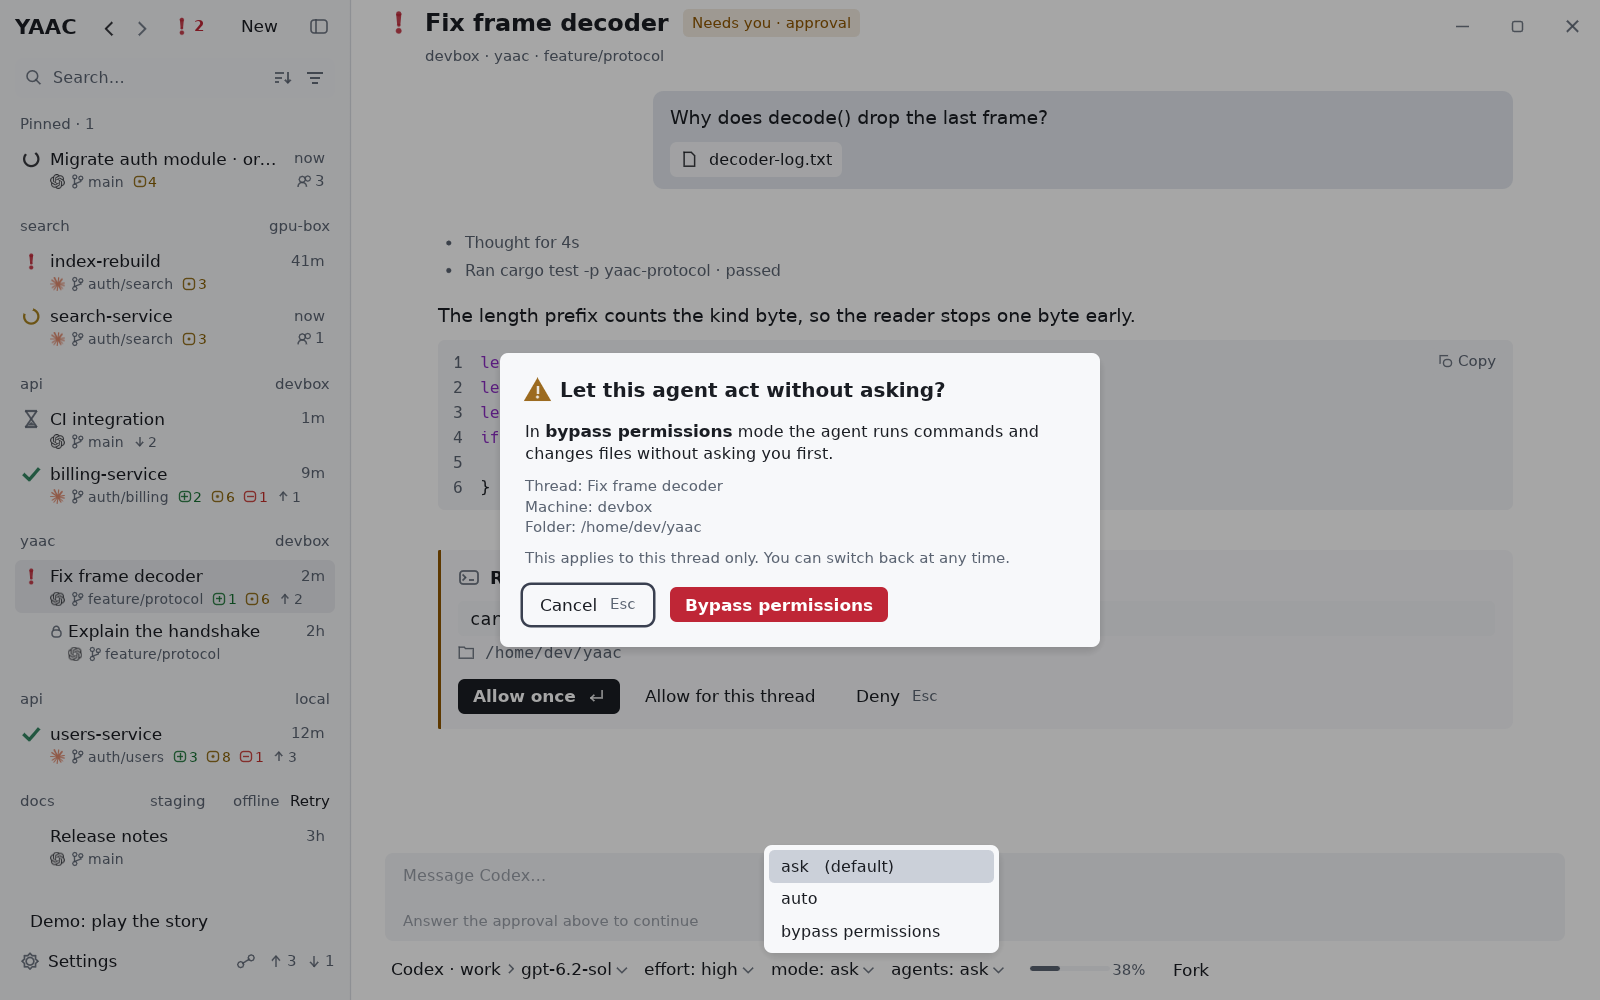 YAAC
2
New
Search...
Pinned · 1
Migrate auth module · or... now
main 4 3
search gpu-box
index-rebuild 41m
auth/search 3
search-service now
auth/search 3 1
api devbox
CI integration 1m
main ↓2
billing-service 9m
auth/billing 2 6 1 ↑1
yaac devbox
Fix frame decoder 2m
feature/protocol 1 6 ↑2
Explain the handshake 2h
feature/protocol
api local
users-service 12m
auth/users 3 8 1 ↑3
docs staging offline Retry
Release notes 3h
main
Demo: play the story
Settings ↑3 ↓1
Fix frame decoder Needs you · approval
devbox · yaac · feature/protocol
Why does decode() drop the last frame?
decoder-log.txt
• Thought for 4s
• Ran cargo test -p yaac-protocol · passed
The length prefix counts the kind byte, so the reader stops one byte early.
Copy
1 le
2 le
3 le
4 if
5
6 }
Let this agent act without asking?
In bypass permissions mode the agent runs commands and
changes files without asking you first.
Thread: Fix frame decoder
Machine: devbox
Folder: /home/dev/yaac
This applies to this thread only. You can switch back at any time.
Cancel Esc Bypass permissions
R
car
/home/dev/yaac
Allow once Allow for this thread Deny Esc
Message Codex...
Answer the approval above to continue
ask (default)
auto
bypass permissions
Codex · work > gpt-6.2-sol effort: high mode: ask agents: ask 38% Fork